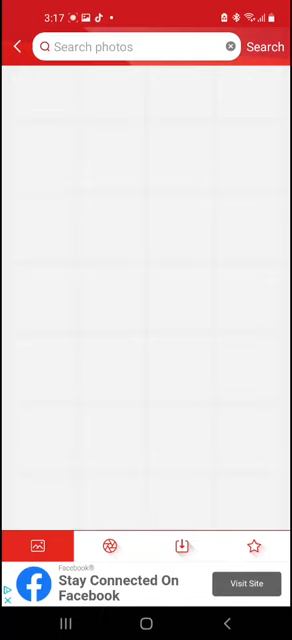 3:17
Search photos
Search
Facebook®
Stay Connected On
Facebook
Visit Site